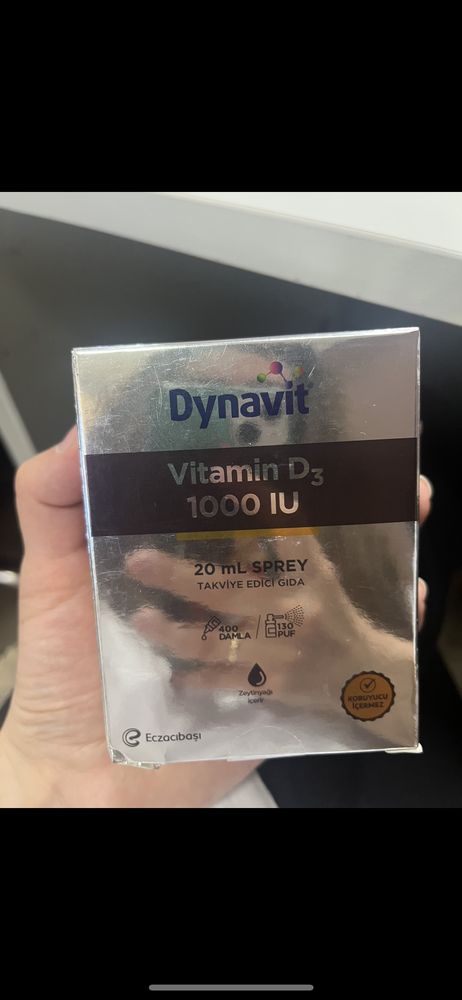 Dynavit
Vitamin D3
1000 IU
20 mL SPREY
TAKVİYE EDİCİ GIDA
400
DAMLA
130
PUF
Zeytinyağı
içerir
KORUYUCU
İÇERMEZ
Eczacıbaşı